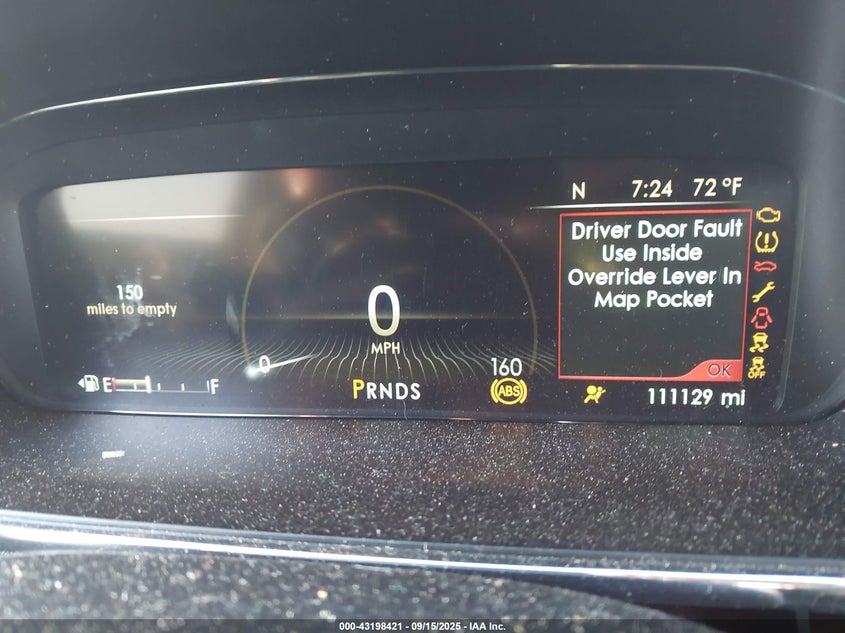 N 7:24 72 °F
Driver Door Fault
Use Inside
Override Lever In
Map Pocket
OK
150
miles to empty
0
MPH
0
E F
PRNDS
160
ABS
OFF
111129 mi
000-43198421 - 09/15/2025 - IAA Inc.